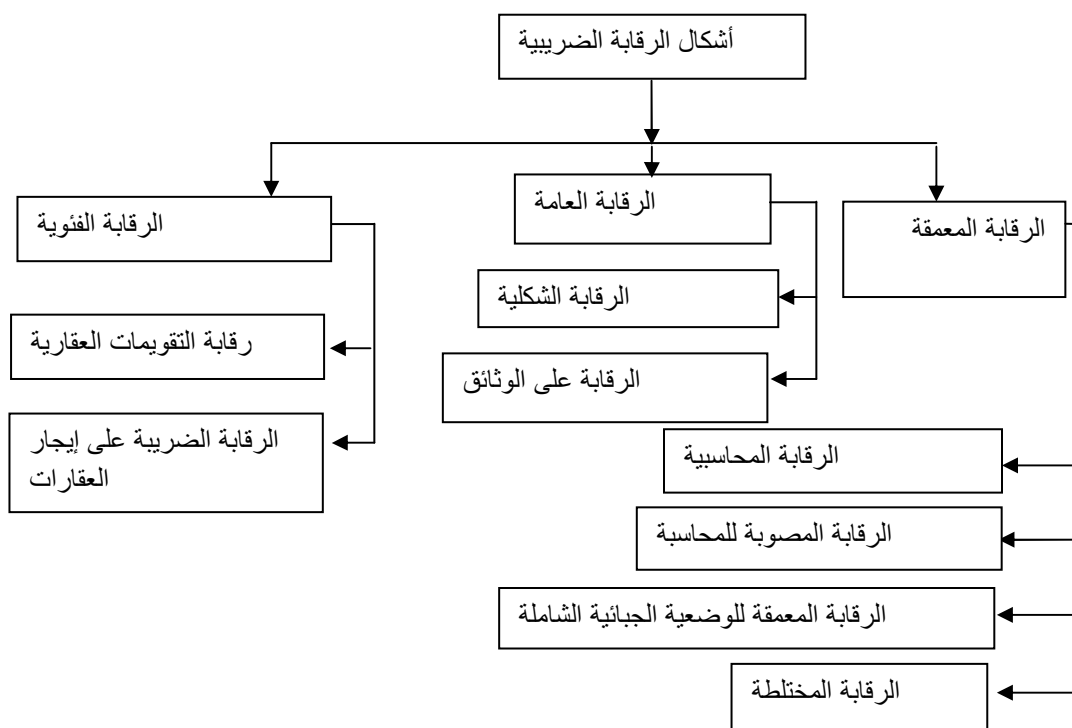 أشكال الرقابة الضريبية
الرقابة المعمقة
الرقابة العامة
الرقابة الفئوية
الرقابة الشكلية
رقابة التقويمات العقارية
الرقابة على الوثائق
الرقابة الضريبة على إيجار
العقارات
الرقابة المحاسبية
الرقابة المصوبة للمحاسبة
الرقابة المعمقة للوضعية الجبائية الشاملة
الرقابة المختلطة